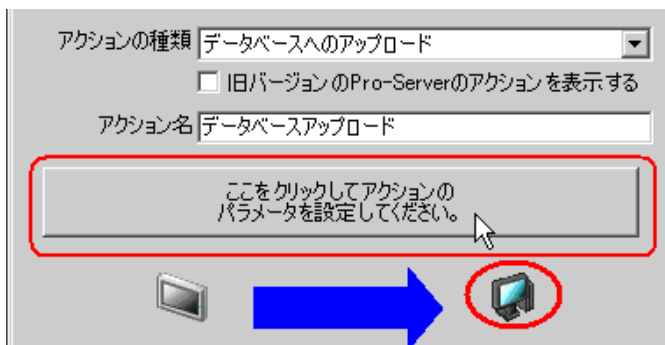 アクションの種類 データベースへのアップロード
旧バージョンのPro-Serverのアクションを表示する
アクション名 データベースアップロード
ここをクリックしてアクションの
パラメータを設定してください。